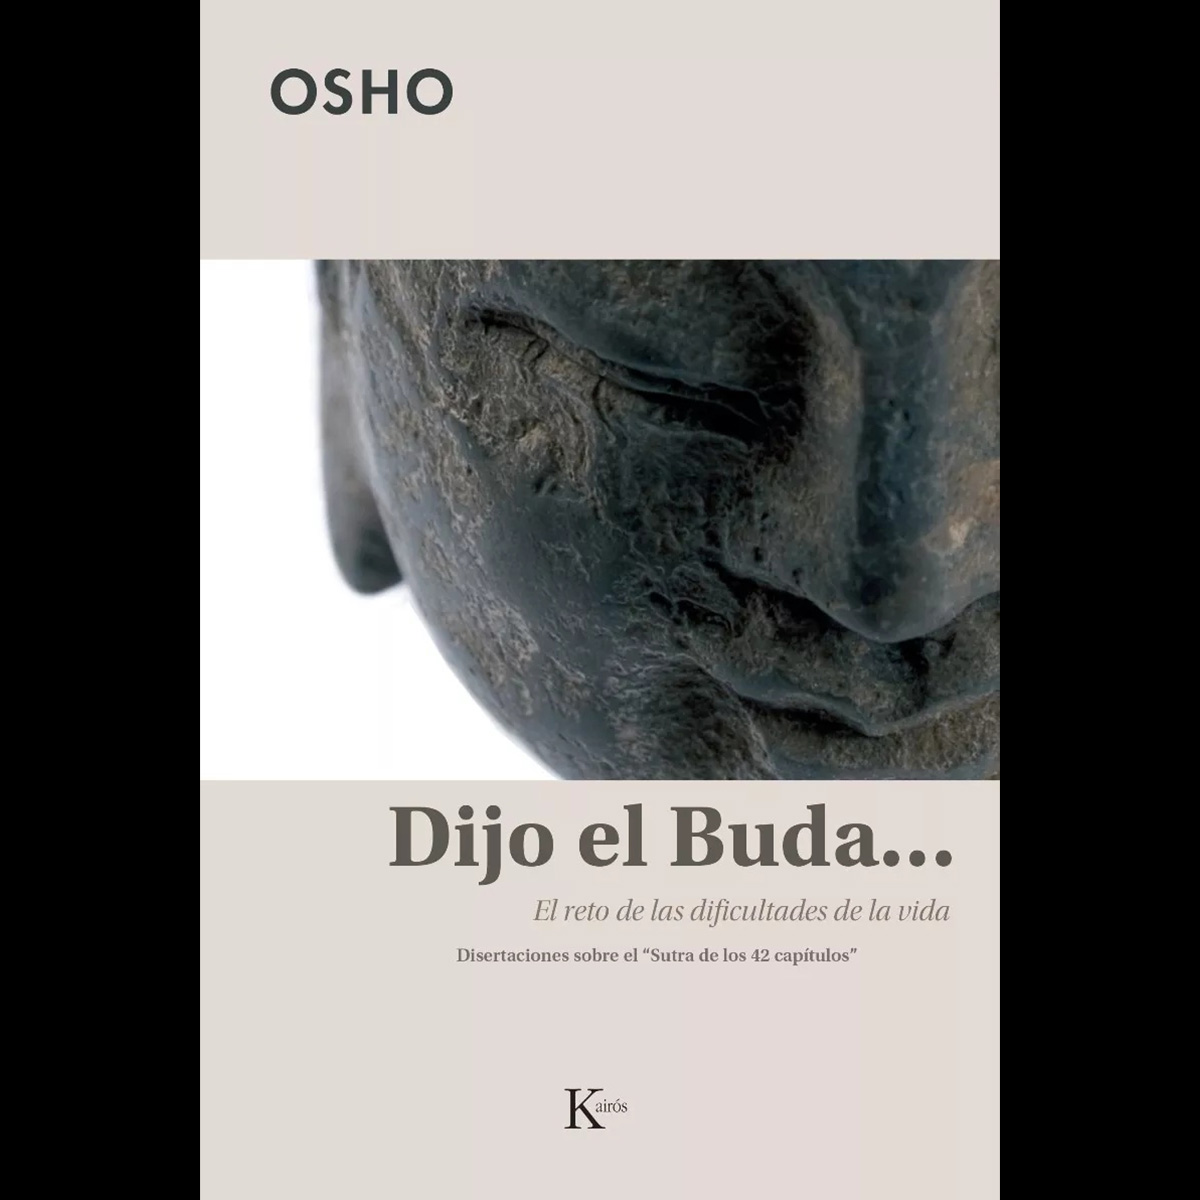 OSHO
Dijo el Buda...
El reto de las dificultades de la vida
Disertaciones sobre el “Sutra de los 42 capítulos”
Kairós